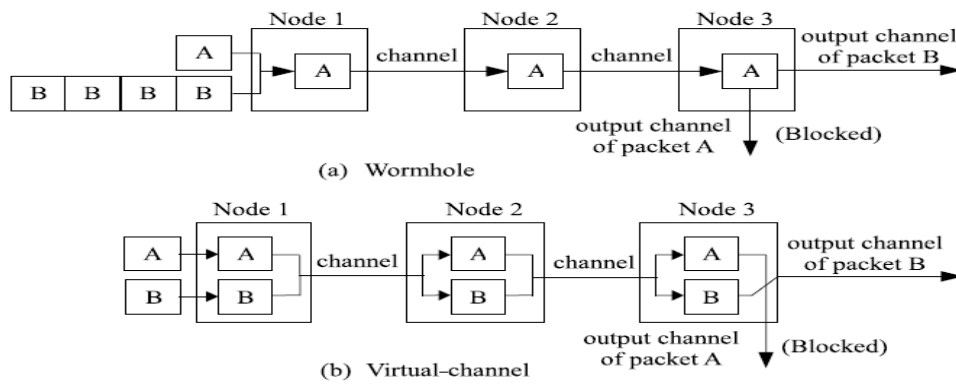 Node 1 Node 2 Node 3
output channel
of packet B
channel channel
A
A A A
B B B B
output channel
of packet A
(Blocked)
(a) Wormhole
Node 1 Node 2 Node 3
output channel
of packet B
A A A A
channel channel
B B B B
output channel
of packet A
(Blocked)
(b) Virtual-channel